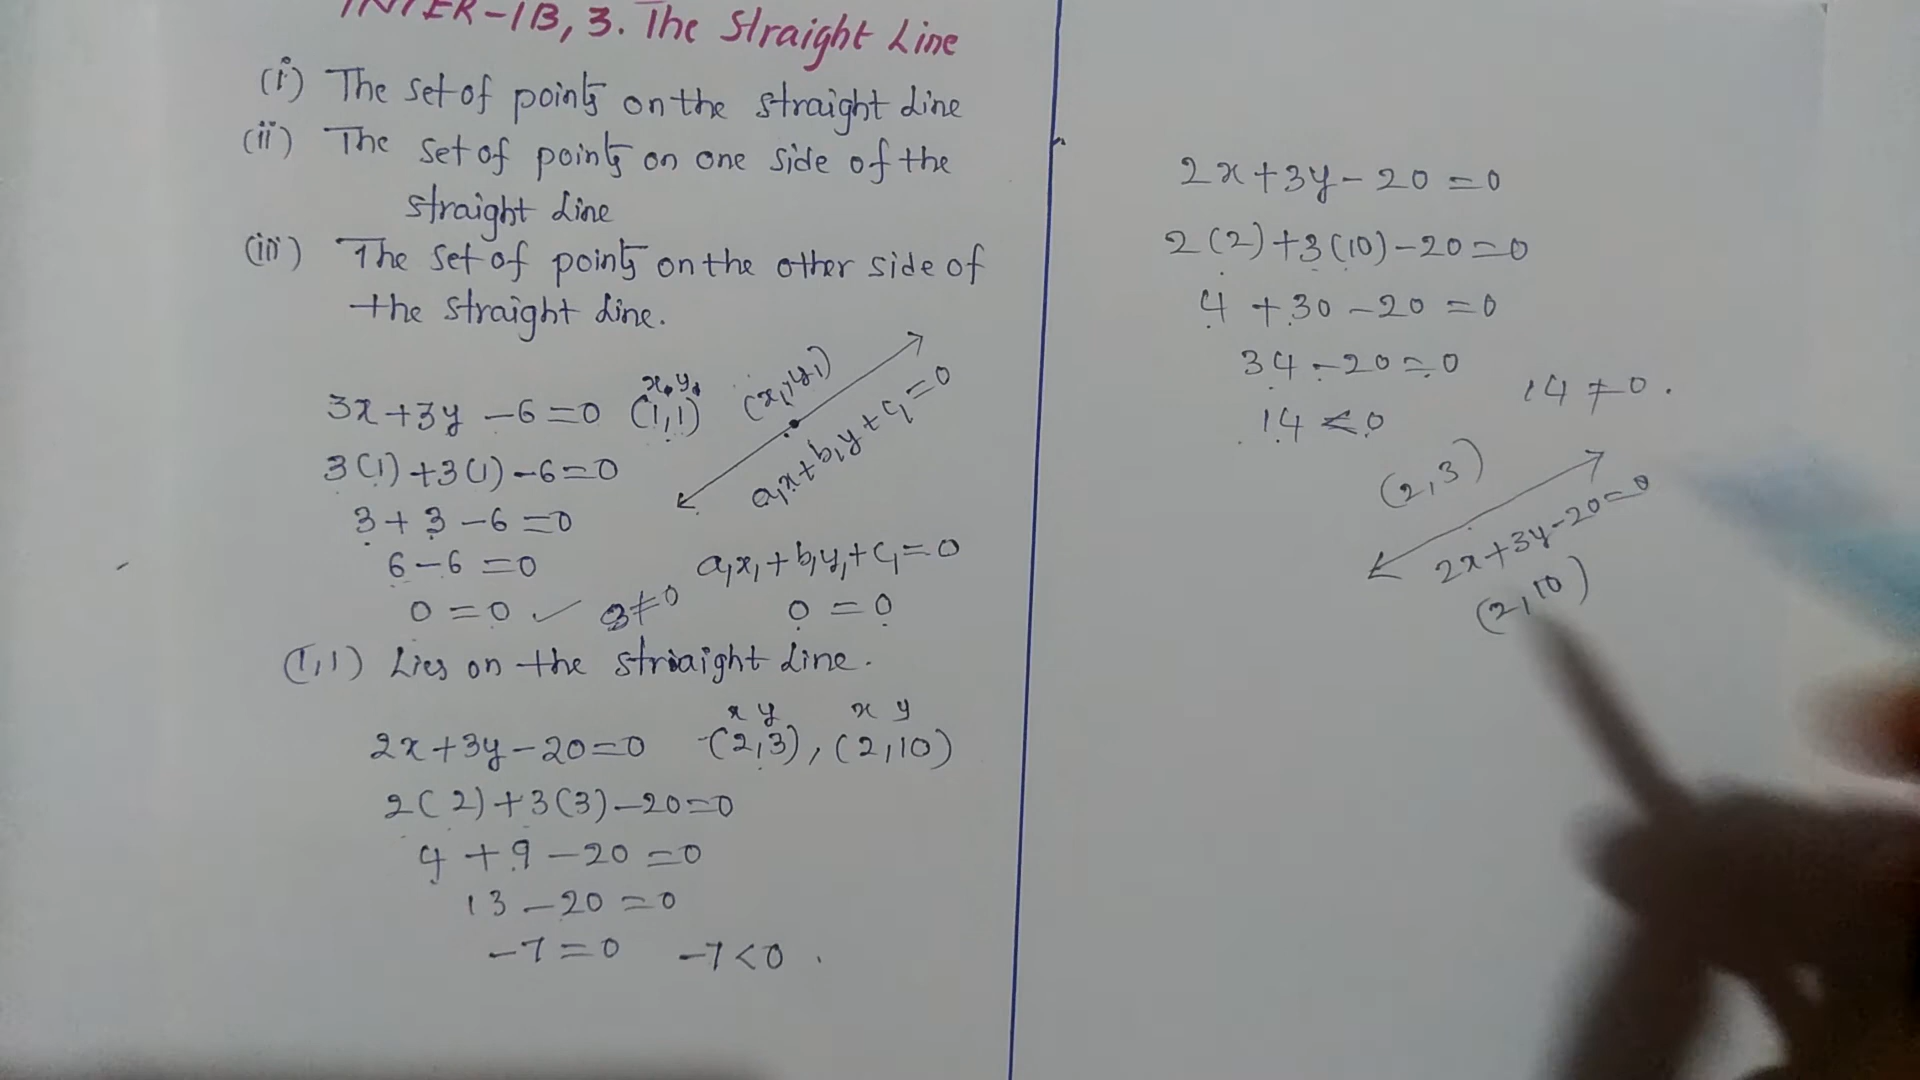 INTER-1B, 3. The Straight Line
(i) The set of points on the straight Line
(ii) The set of points on one side of the
straight Line
(iii) The set of points on the other side of
the straight Line.
3x+3y-6=0 (1,1)
x, y,
(x₁,y₁)
a₁x+b₁y+c₁=0
3(1)+3(1)-6=0
3+3-6=0
6-6=0
a₁x₁+b₁y₁+c₁=0
0=0 ✓
0=0
(1,1) Lies on the straight Line.
x y x y
2x+3y-20=0 (2,3), (2,10)
2(2)+3(3)-20=0
4+9-20=0
13-20=0
-7=0 -7<0.
2x+3y-20=0
2(2)+3(10)-20=0
4+30-20=0
34-20=0
14≠0.
14 < 0
(2,3)
2x+3y-20=0
(2,10)